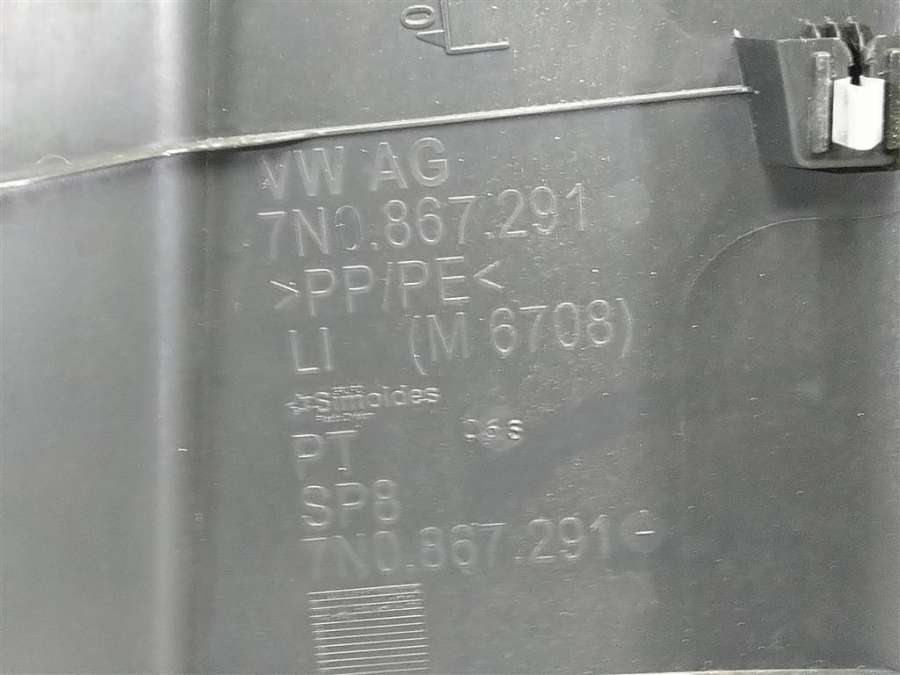 VW AG
7N0.867.291
>PP/PE<
LI (M 6708)
Simoldes
PT
SP8
7N0.867.291